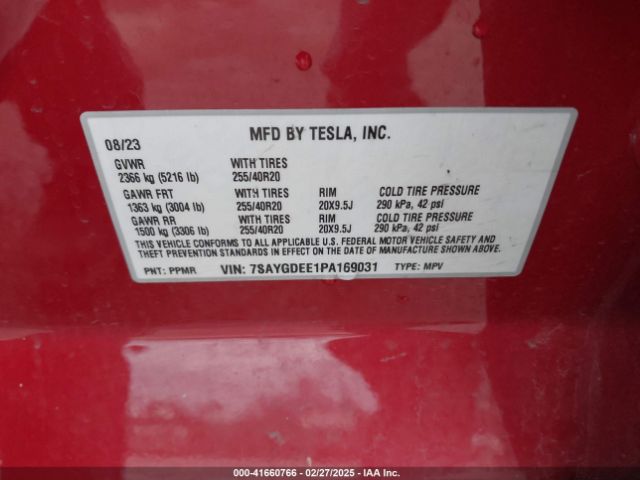 08/23 MFD BY TESLA, INC.
GVWR WITH TIRES
2366 kg (5216 lb) 255/40R20
GAWR FRT WITH TIRES RIM COLD TIRE PRESSURE
1363 kg (3004 lb) 255/40R20 20X9.5J 290 kPa, 42 psi
GAWR RR WITH TIRES RIM COLD TIRE PRESSURE
1500 kg (3306 lb) 255/40R20 20X9.5J 290 kPa, 42 psi
THIS VEHICLE CONFORMS TO ALL APPLICABLE U.S. FEDERAL MOTOR VEHICLE SAFETY AND
THEFT PREVENTION STANDARDS IN EFFECT ON DATE OF MANUFACTURE SHOWN ABOVE.
PNT: PPMR VIN: 7SAYGDEE1PA169031 TYPE: MPV
000-41660766 - 02/27/2025 - IAA Inc.